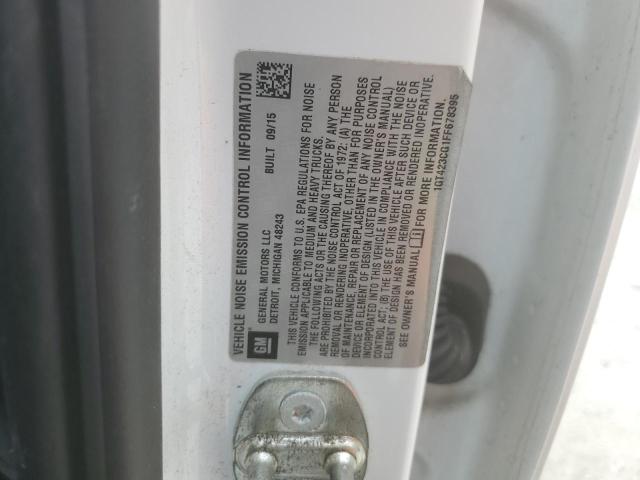 VEHICLE NOISE EMISSION CONTROL INFORMATION
GM
GENERAL MOTORS LLC
DETROIT, MICHIGAN 48243
BUILT 09/15
THIS VEHICLE CONFORMS TO U.S. EPA REGULATIONS FOR NOISE
EMISSION APPLICABLE TO MEDIUM AND HEAVY TRUCKS.
THE FOLLOWING ACTS OR THE CAUSING THEREOF BY ANY PERSON
ARE PROHIBITED BY THE NOISE CONTROL ACT OF 1972: (A) THE
REMOVAL OR RENDERING INOPERATIVE, OTHER THAN FOR PURPOSES
OF MAINTENANCE, REPAIR OR REPLACEMENT OF ANY NOISE CONTROL
DEVICE OR ELEMENT OF DESIGN (LISTED IN THE OWNER'S MANUAL)
INCORPORATED INTO THIS VEHICLE IN COMPLIANCE WITH THE NOISE
CONTROL ACT; (B) THE USE OF THIS VEHICLE AFTER SUCH DEVICE OR
ELEMENT OF DESIGN HAS BEEN REMOVED OR RENDERED INOPERATIVE.
SEE OWNER'S MANUAL FOR MORE INFORMATION.
1GT423CG1FF678395